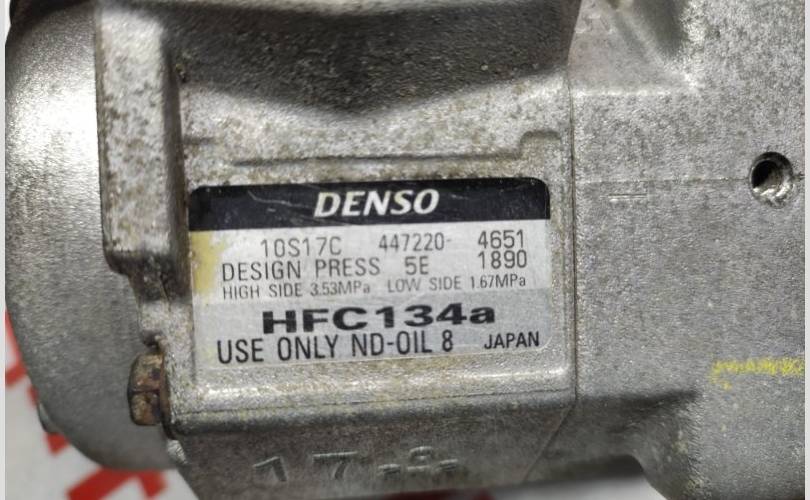 DENSO
10S17C 447220- 4651
DESIGN PRESS 5E 1890
HIGH SIDE 3.53MPa LOW SIDE 1.67MPa
HFC134a
USE ONLY ND-OIL 8 JAPAN
17